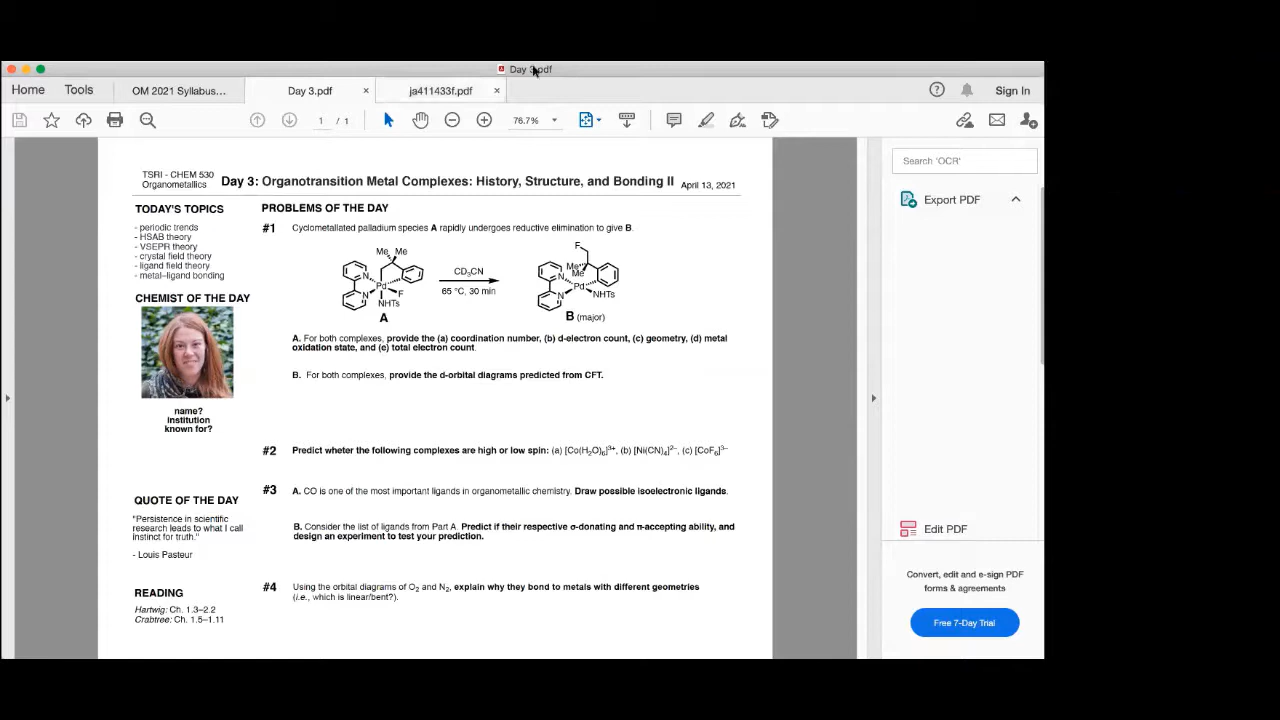 Day 3.pdf
Home Tools OM 2021 Syllabus... Day 3.pdf × ja411433f.pdf × Sign In
1 / 1 76.7%
TSRI - CHEM 530
Organometallics
Day 3: Organotransition Metal Complexes: History, Structure, and Bonding II
April 13, 2021
TODAY'S TOPICS
- periodic trends
- HSAB theory
- VSEPR theory
- crystal field theory
- ligand field theory
- metal–ligand bonding
CHEMIST OF THE DAY
name?
institution
known for?
QUOTE OF THE DAY
"Persistence in scientific
research leads to what I call
instinct for truth."
- Louis Pasteur
READING
Hartwig: Ch. 1.3–2.2
Crabtree: Ch. 1.5–1.11
PROBLEMS OF THE DAY
#1 Cyclometallated palladium species A rapidly undergoes reductive elimination to give B.
Me Me
N
Pd
N
F
NHTs
A
CD3CN
65 °C, 30 min
F
Me
Me
N
Pd
N
NHTs
B (major)
A. For both complexes, provide the (a) coordination number, (b) d-electron count, (c) geometry, (d) metal
oxidation state, and (e) total electron count.
B. For both complexes, provide the d-orbital diagrams predicted from CFT.
#2 Predict wheter the following complexes are high or low spin: (a) [Co(H2O)6]3+, (b) [Ni(CN)4]2–, (c) [CoF6]3–
#3 A. CO is one of the most important ligands in organometallic chemistry. Draw possible isoelectronic ligands.
B. Consider the list of ligands from Part A. Predict if their respective σ-donating and π-accepting ability, and
design an experiment to test your prediction.
#4 Using the orbital diagrams of O2 and N2, explain why they bond to metals with different geometries
(i.e., which is linear/bent?).
Search 'OCR'
Export PDF
Edit PDF
Convert, edit and e-sign PDF
forms & agreements
Free 7-Day Trial